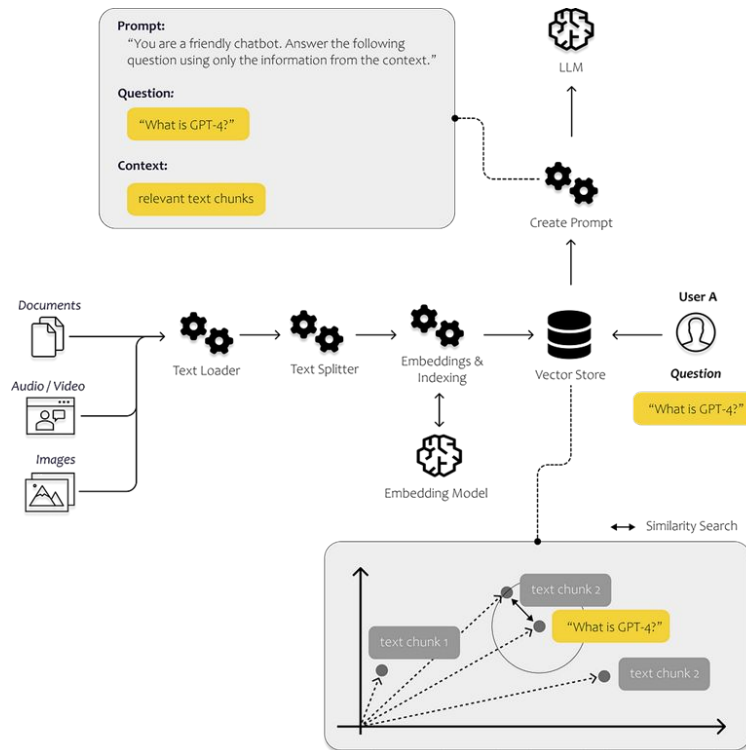 Prompt:
“You are a friendly chatbot. Answer the following
question using only the information from the context.”
Question:
“What is GPT-4?”
Context:
relevant text chunks
LLM
Create Prompt
Documents
Audio / Video
Images
Text Loader
Text Splitter
Embeddings &
Indexing
Embedding Model
Vector Store
User A
Question
“What is GPT-4?”
Similarity Search
text chunk 2
“What is GPT-4?”
text chunk 1
text chunk 2